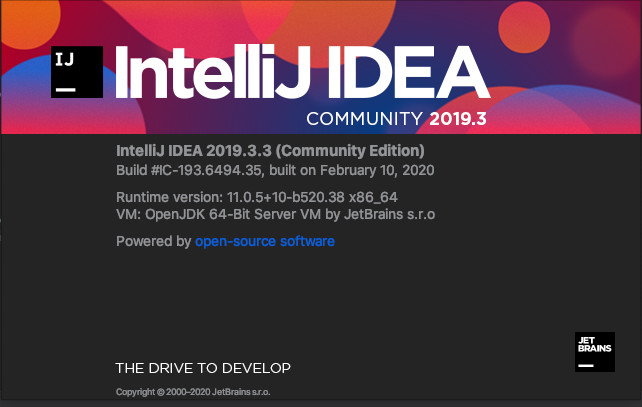 IJ
IntelliJ IDEA
COMMUNITY 2019.3
IntelliJ IDEA 2019.3.3 (Community Edition)
Build #IC-193.6494.35, built on February 10, 2020
Runtime version: 11.0.5+10-b520.38 x86_64
VM: OpenJDK 64-Bit Server VM by JetBrains s.r.o
Powered by open-source software
JET
BRAINS
THE DRIVE TO DEVELOP
Copyright © 2000–2020 JetBrains s.r.o.